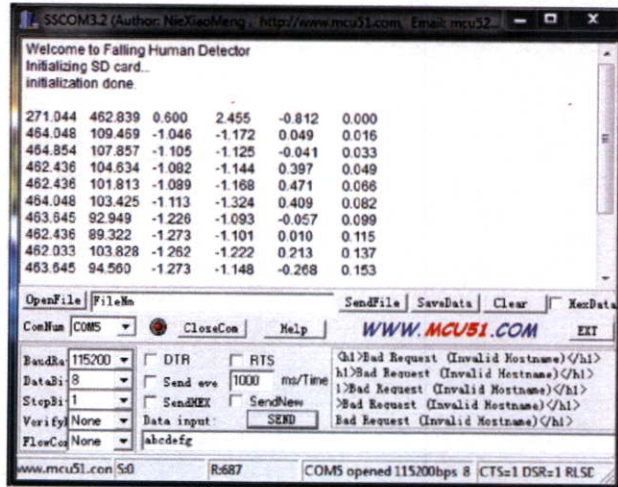 SSCOM3.2 (Author: NieXiaoMeng , http://www.mcu51.com, Email: mcu52...
Welcome to Falling Human Detector
Initializing SD card...
initialization done.
271.044 462.839 0.600 2.455 -0.812 0.000
464.048 109.469 -1.046 -1.172 0.049 0.016
464.854 107.857 -1.105 -1.125 -0.041 0.033
462.436 104.634 -1.082 -1.144 0.397 0.049
462.436 101.813 -1.089 -1.168 0.471 0.066
464.048 103.425 -1.113 -1.324 0.409 0.082
463.645 92.949 -1.226 -1.093 -0.057 0.099
462.436 89.322 -1.273 -1.101 0.010 0.115
462.033 103.828 -1.262 -1.222 0.213 0.137
463.645 94.560 -1.273 -1.148 -0.268 0.153
OpenFile FileNm SendFile SaveData Clear HexData
ComNum COM5 CloseCom Help WWW.MCU51.COM EXT
BaudRa 115200 DTR RTS
DataBi 8 Send eve 1000 ms/Time
StopBi 1 SendHEX SendNew
Verify None Data input: SEND
FlowCon None abcdefg
<h1>Bad Request (Invalid Hostname)</h1>
h1>Bad Request (Invalid Hostname)</h1>
1>Bad Request (Invalid Hostname)</h1>
>Bad Request (Invalid Hostname)</h1>
Bad Request (Invalid Hostname)</h1>
www.mcu51.con S:0 R:687 COM5 opened 115200bps 8 CTS=1 DSR=1 RLSD